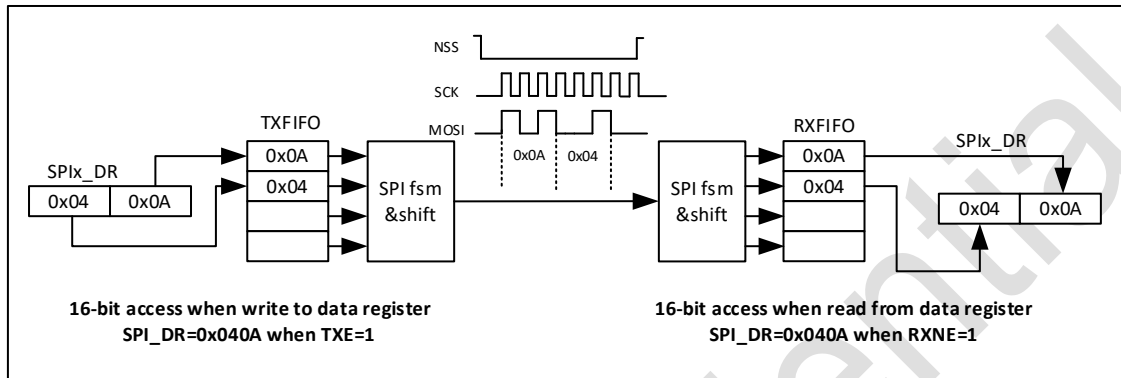 NSS
SCK
MOSI
TXFIFO
RXFIFO
0x0A
0x04
SPIx_DR
0x04 0x0A
SPI fsm
&shift
0x0A 0x04
SPI fsm
&shift
0x0A
0x04
SPIx_DR
0x04 0x0A
16-bit access when write to data register
SPI_DR=0x040A when TXE=1
16-bit access when read from data register
SPI_DR=0x040A when RXNE=1
ential